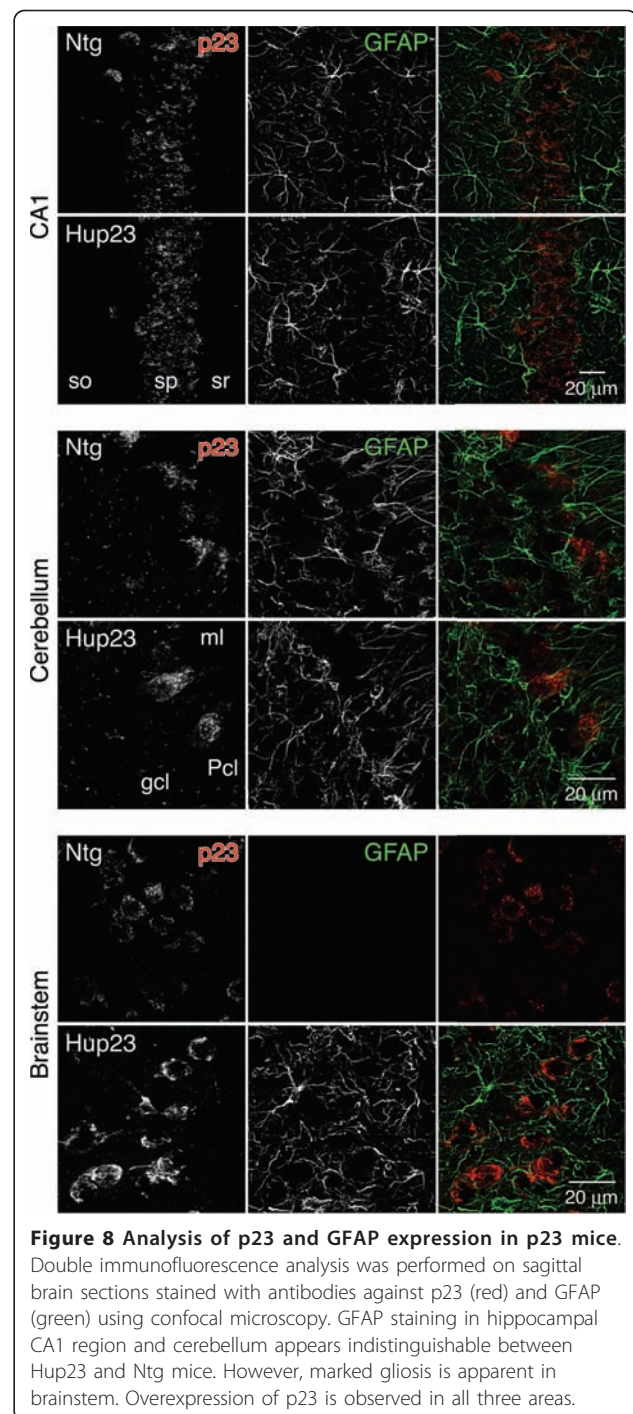 Ntg p23 GFAP
CA1
Hup23
so sp sr 20 μm
Ntg p23 GFAP
Cerebellum
Hup23 ml
gcl Pcl 20 μm
Ntg p23 GFAP
Brainstem
Hup23
20 μm
Figure 8 Analysis of p23 and GFAP expression in p23 mice.
Double immunofluorescence analysis was performed on sagittal
brain sections stained with antibodies against p23 (red) and GFAP
(green) using confocal microscopy. GFAP staining in hippocampal
CA1 region and cerebellum appears indistinguishable between
Hup23 and Ntg mice. However, marked gliosis is apparent in
brainstem. Overexpression of p23 is observed in all three areas.